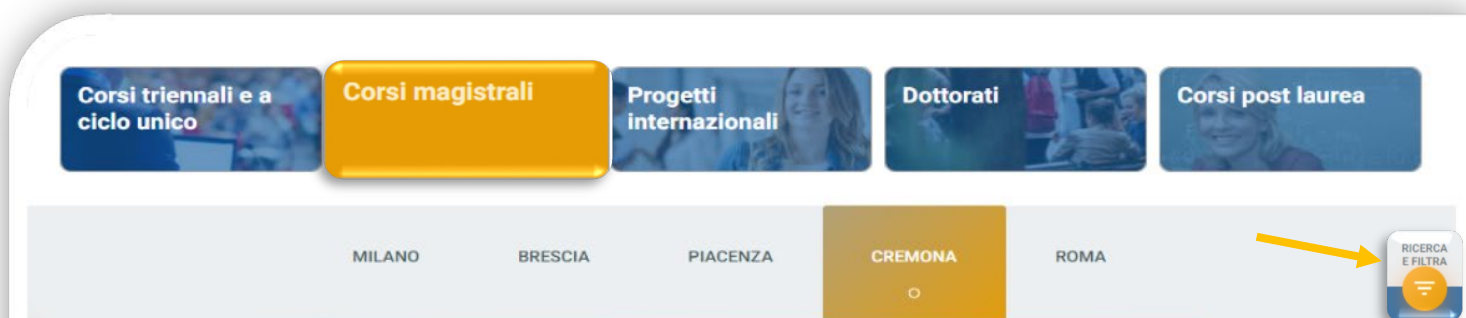 Corsi triennali e a
ciclo unico
Corsi magistrali
Progetti
internazionali
Dottorati
Corsi post laurea
MILANO
BRESCIA
PIACENZA
CREMONA
ROMA
RICERCA
E FILTRA